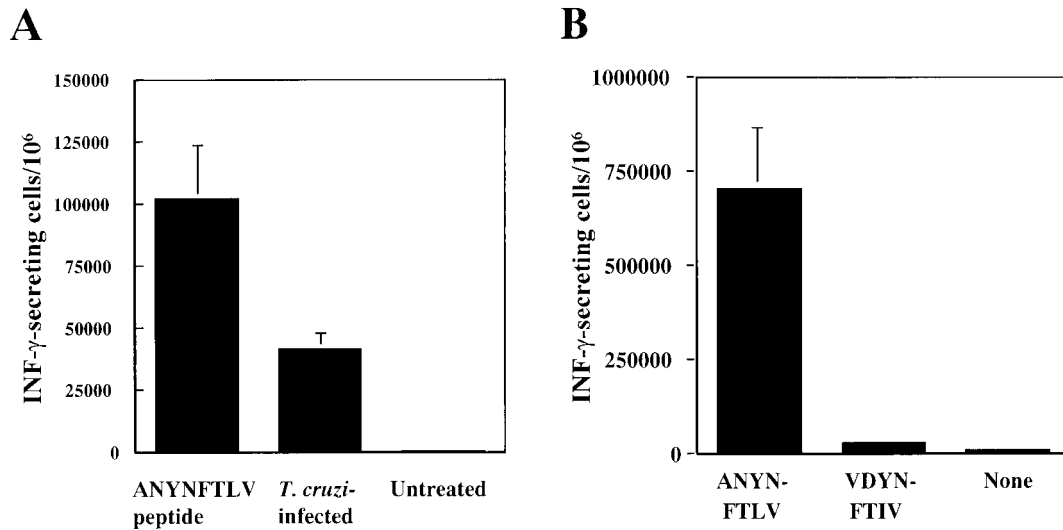 A
INF-γ-secreting cells/10⁶
150000
125000
100000
75000
50000
25000
0
ANYNFTLV
peptide
T. cruzi-
infected
Untreated
B
INF-γ-secreting cells/10⁶
1000000
750000
500000
250000
0
ANYN-
FTLV
VDYN-
FTIV
None